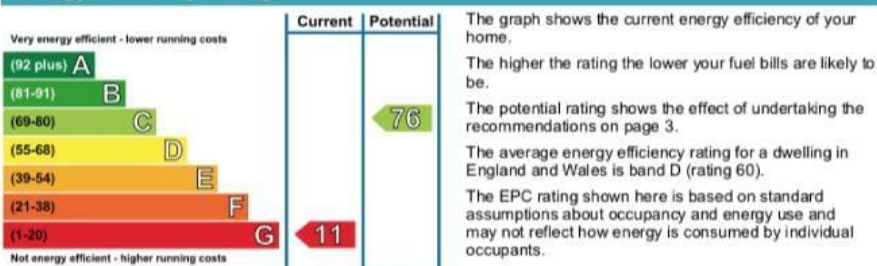 Current Potential
Very energy efficient - lower running costs
(92 plus) A
(81-91) B
(69-80) C
(55-68) D
(39-54) E
(21-38) F
(1-20) G
Not energy efficient - higher running costs
76
11
The graph shows the current energy efficiency of your
home.
The higher the rating the lower your fuel bills are likely to
be.
The potential rating shows the effect of undertaking the
recommendations on page 3.
The average energy efficiency rating for a dwelling in
England and Wales is band D (rating 60).
The EPC rating shown here is based on standard
assumptions about occupancy and energy use and
may not reflect how energy is consumed by individual
occupants.